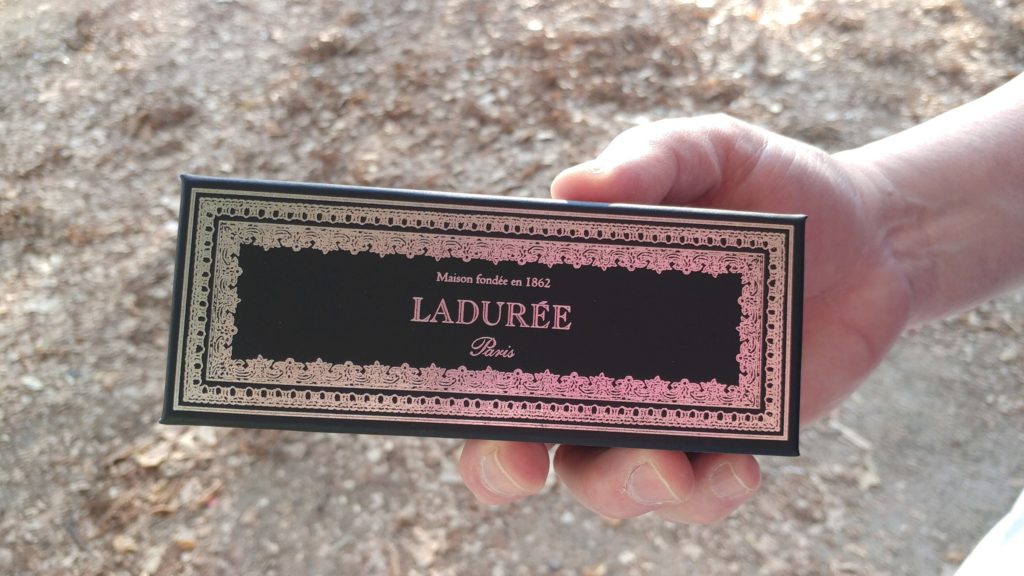 Maison fondée en 1862
LADURÉE
Paris